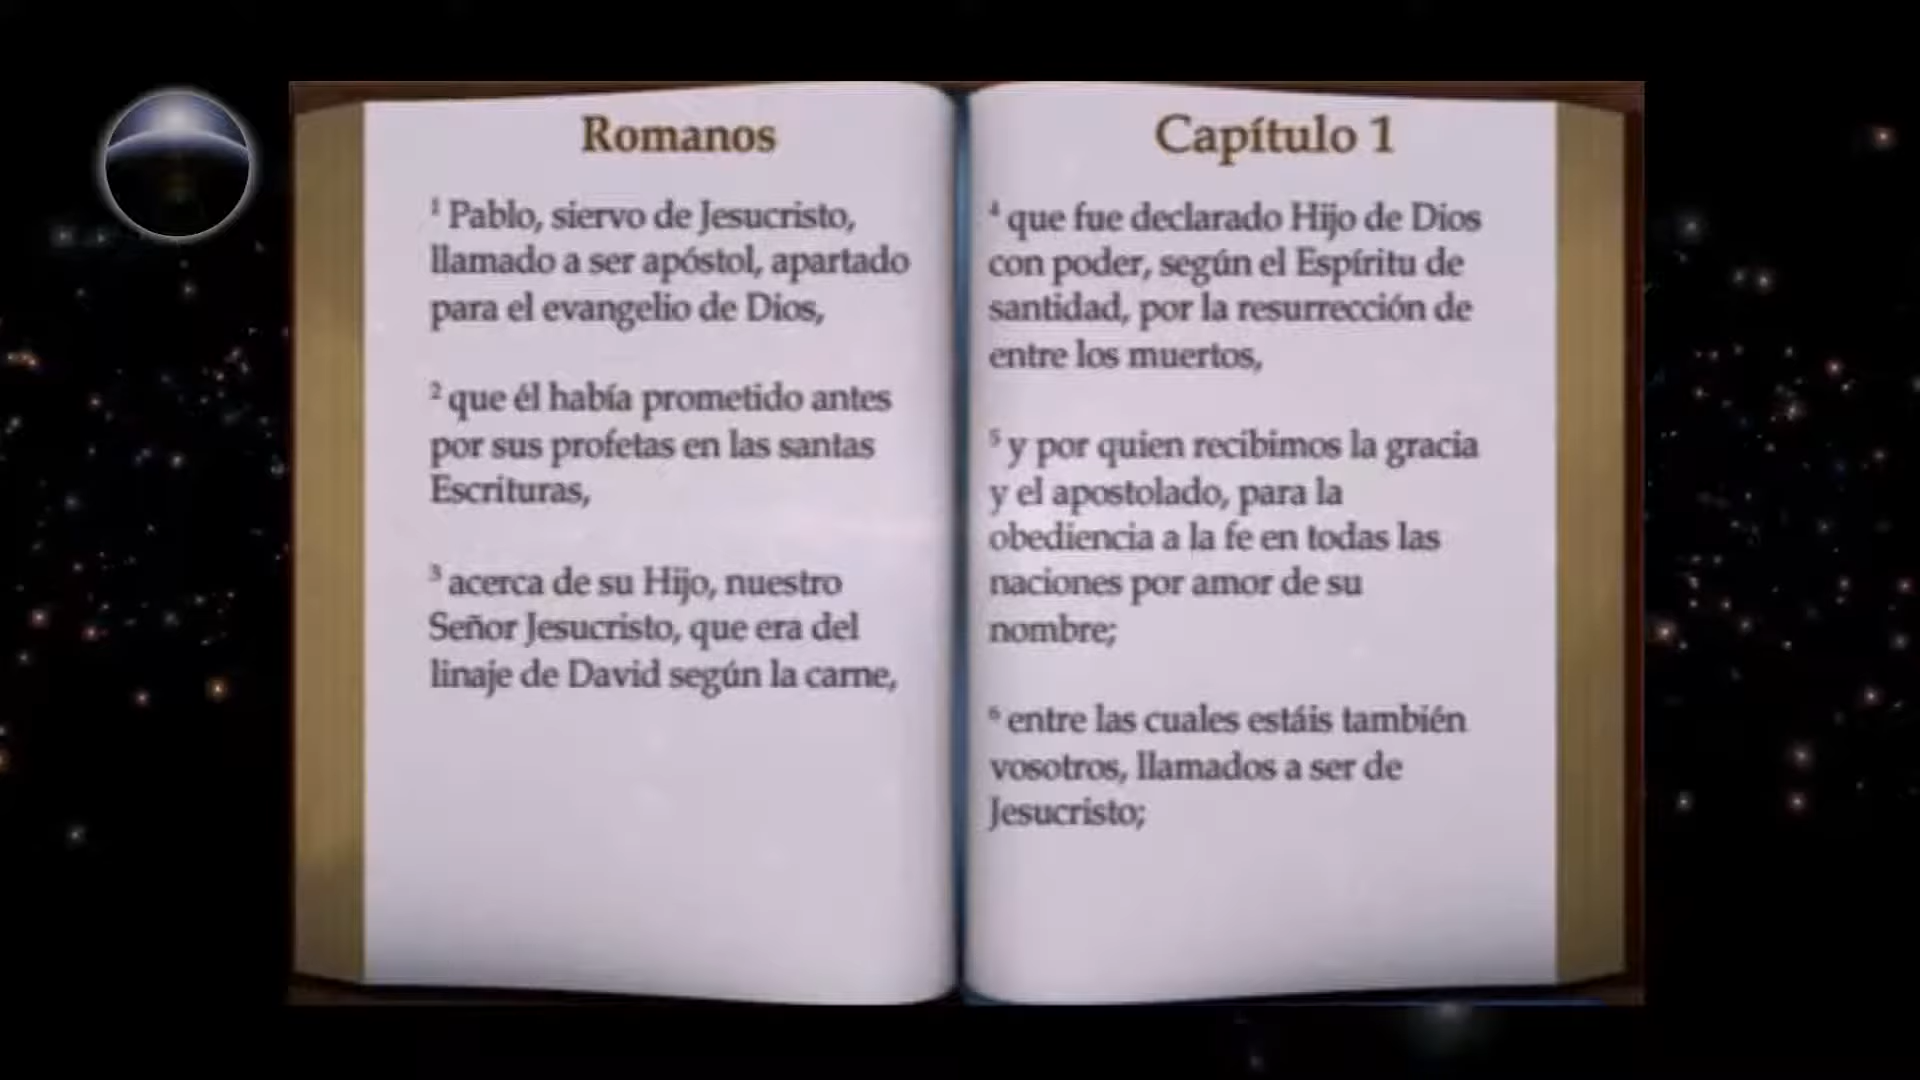 Romanos
1 Pablo, siervo de Jesucristo,
llamado a ser apóstol, apartado
para el evangelio de Dios,
2 que él había prometido antes
por sus profetas en las santas
Escrituras,
3 acerca de su Hijo, nuestro
Señor Jesucristo, que era del
linaje de David según la carne,
Capítulo 1
4 que fue declarado Hijo de Dios
con poder, según el Espíritu de
santidad, por la resurrección de
entre los muertos,
5 y por quien recibimos la gracia
y el apostolado, para la
obediencia a la fe en todas las
naciones por amor de su
nombre;
6 entre las cuales estáis también
vosotros, llamados a ser de
Jesucristo;